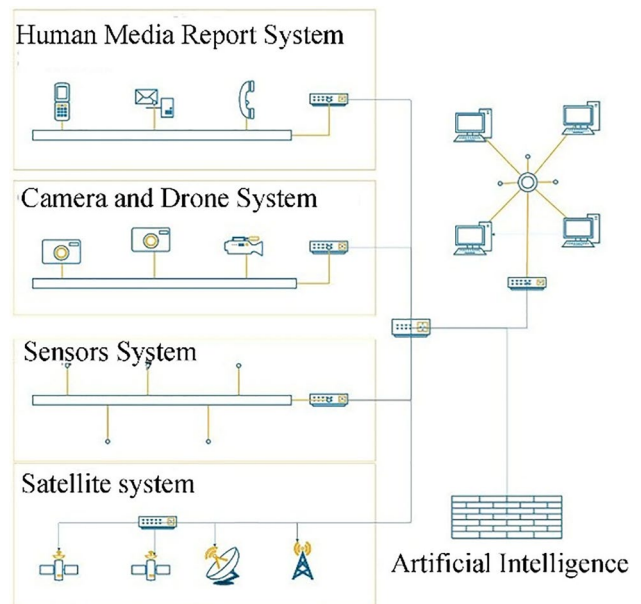 Human Media Report System
Camera and Drone System
Sensors System
Satellite system
Artificial Intelligence